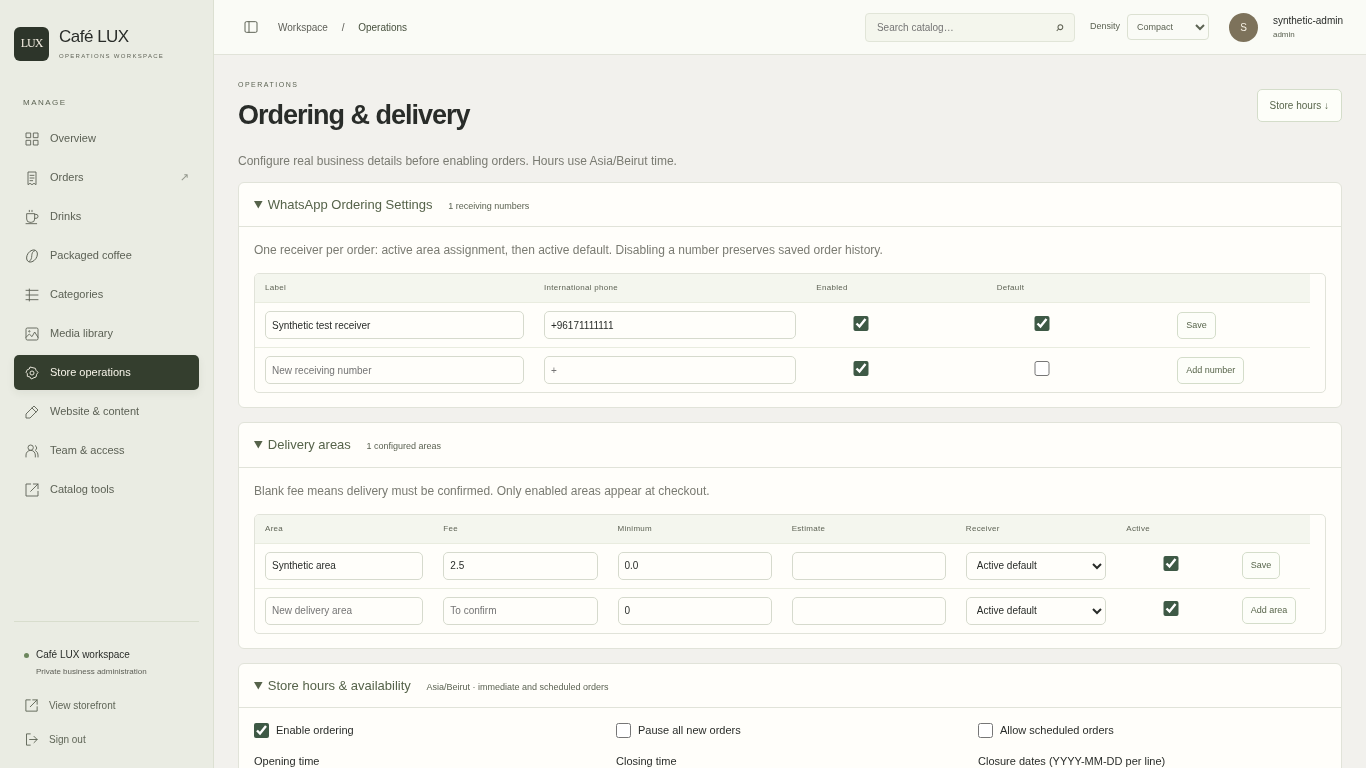 LUX
Café LUX
OPERATIONS WORKSPACE
MANAGE
Overview
Orders ↗
Drinks
Packaged coffee
Categories
Media library
Store operations
Website & content
Team & access
Catalog tools
Café LUX workspace
Private business administration
View storefront
Sign out
Workspace / Operations
Search catalog…
Density Compact
S
synthetic-admin
admin
OPERATIONS
Ordering & delivery
Store hours ↓
Configure real business details before enabling orders. Hours use Asia/Beirut time.
WhatsApp Ordering Settings 1 receiving numbers
One receiver per order: active area assignment, then active default. Disabling a number preserves saved order history.
Label International phone Enabled Default
Synthetic test receiver +96171111111 Save
New receiving number + Add number
Delivery areas 1 configured areas
Blank fee means delivery must be confirmed. Only enabled areas appear at checkout.
Area Fee Minimum Estimate Receiver Active
Synthetic area 2.5 0.0 Active default Save
New delivery area To confirm 0 Active default Add area
Store hours & availability Asia/Beirut · immediate and scheduled orders
Enable ordering Pause all new orders Allow scheduled orders
Opening time Closing time Closure dates (YYYY-MM-DD per line)